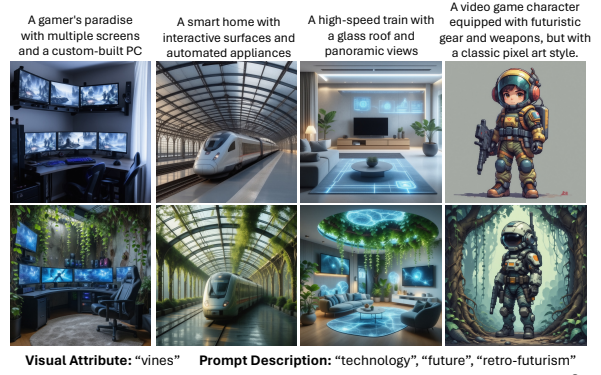 A gamer's paradise
with multiple screens
and a custom-built PC
A smart home with
interactive surfaces and
automated appliances
A high-speed train with
a glass roof and
panoramic views
A video game character
equipped with futuristic
gear and weapons, but with
a classic pixel art style.
Visual Attribute: “vines” Prompt Description: “technology”, “future”, “retro-futurism”